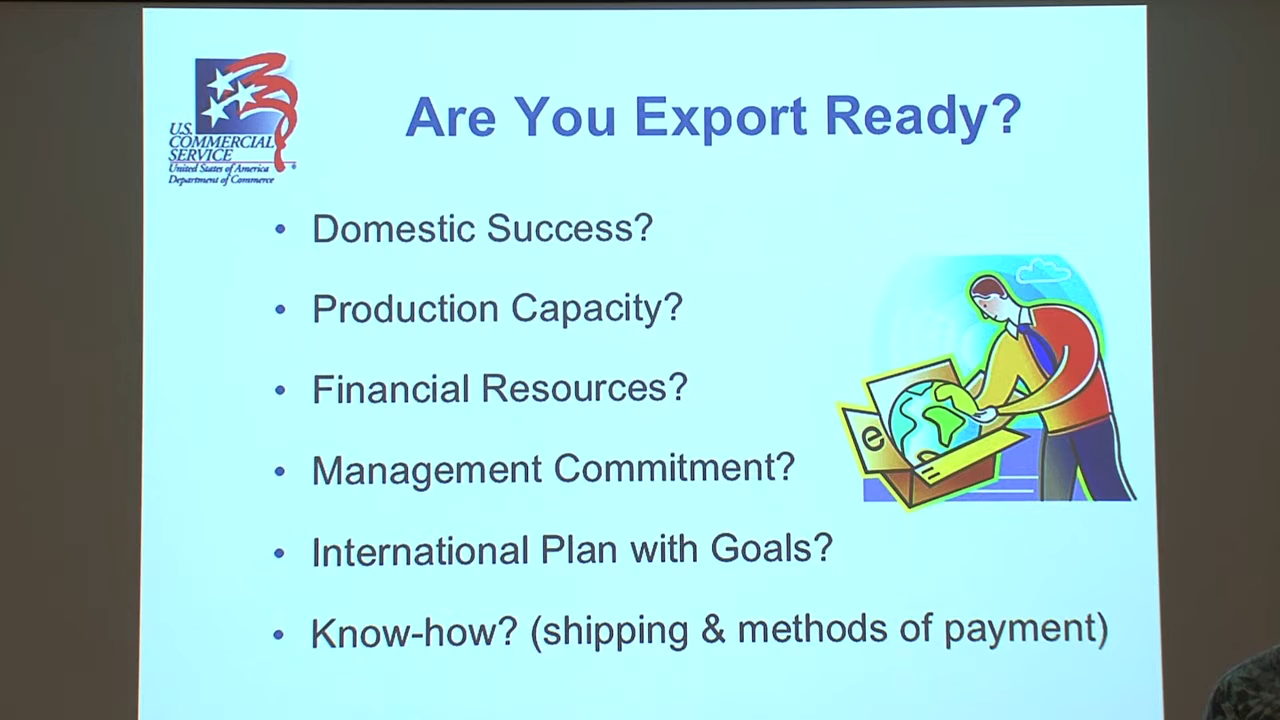 U.S.
COMMERCIAL
SERVICE
United States of America
Department of Commerce
Are You Export Ready?
• Domestic Success?
• Production Capacity?
• Financial Resources?
• Management Commitment?
• International Plan with Goals?
• Know-how? (shipping & methods of payment)
e